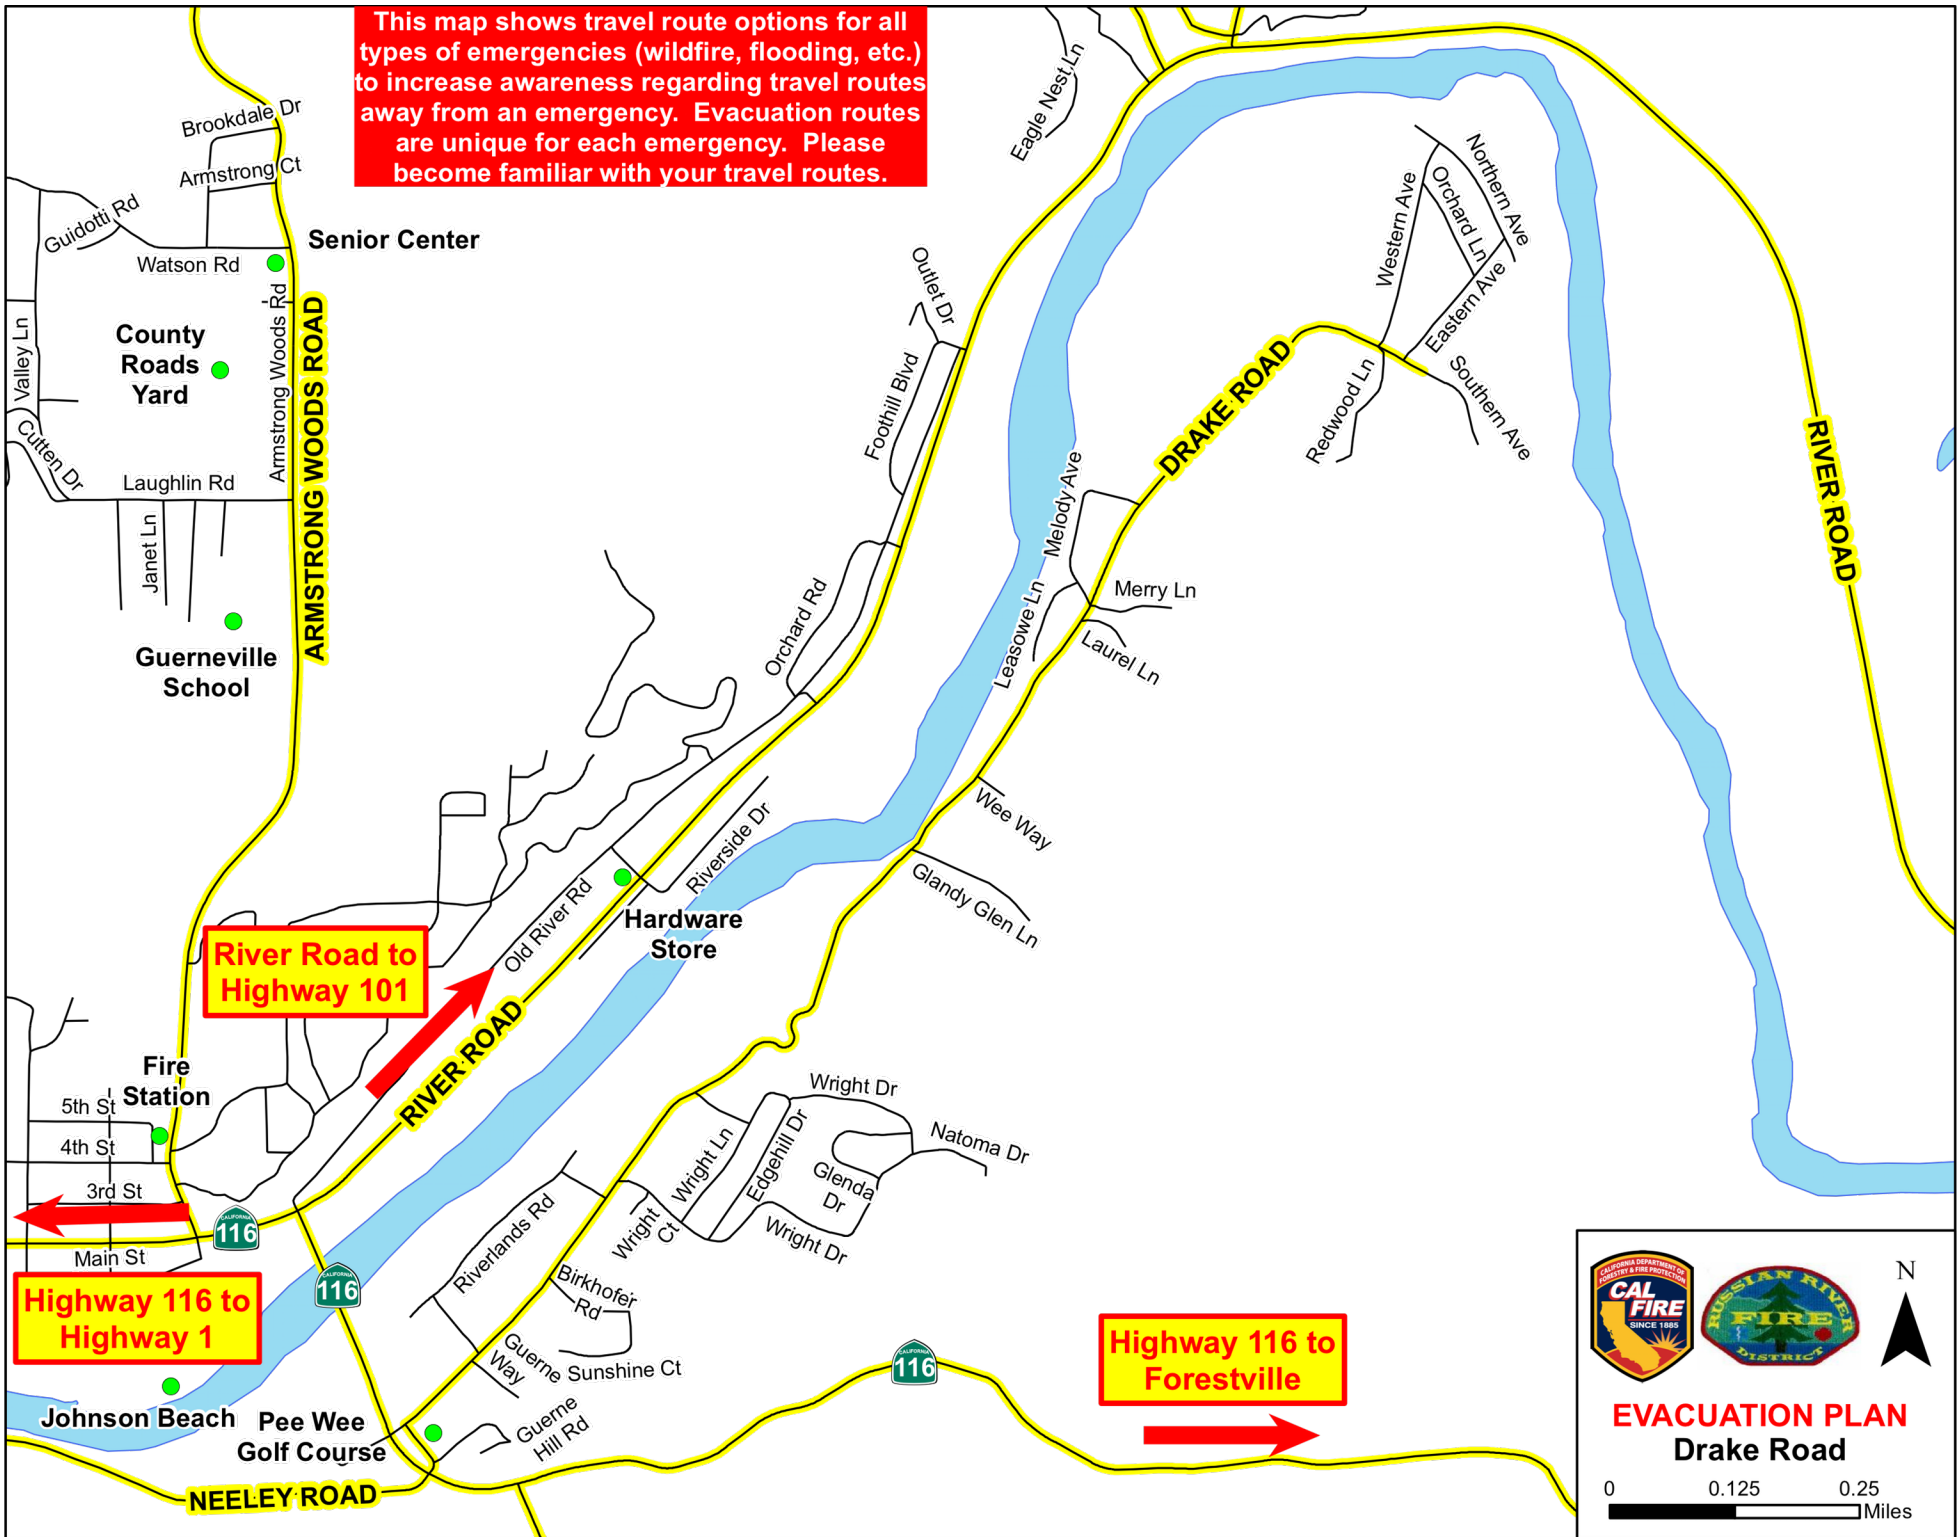 This map shows travel route options for all
types of emergencies (wildfire, flooding, etc.)
to increase awareness regarding travel routes
away from an emergency.  Evacuation routes
are unique for each emergency.  Please
become familiar with your travel routes.
Eagle Nest Ln
Brookdale Dr
Armstrong Ct
Guidotti Rd
Senior Center
Watson Rd
Northern Ave
Orchard Ln
Western Ave
Eastern Ave
Outlet Dr
County
Roads
Yard
Valley Ln
Armstrong Woods Rd
ARMSTRONG WOODS ROAD
Foothill Blvd
DRAKE ROAD
Redwood Ln
Southern Ave
RIVER ROAD
Cutten Dr
Laughlin Rd
Janet Ln
Melody Ave
Merry Ln
Leasowe Ln
Laurel Ln
Orchard Rd
Guerneville
School
Wee Way
Riverside Dr
Glandy Glen Ln
Old River Rd
Hardware
Store
River Road to
Highway 101
RIVER ROAD
Fire
Station
5th St
4th St
3rd St
Main St
Wright Dr
Natoma Dr
Wright Ln
Edgehill Dr
Glenda
Dr
Wright
Ct
Wright Dr
Riverlands Rd
CALIFORNIA
116
CALIFORNIA
116
Birkhofer
Rd
Highway 116 to
Highway 1
Guerne
Way
Sunshine Ct
CALIFORNIA
116
Highway 116 to
Forestville
Johnson Beach
Pee Wee
Golf Course
Guerne
Hill Rd
NEELEY ROAD
CALIFORNIA DEPARTMENT OF
FORESTRY & FIRE PROTECTION
CAL
FIRE
SINCE 1885
RUSSIAN RIVER
FIRE
DISTRICT
N
EVACUATION PLAN
Drake Road
0 0.125 0.25
Miles